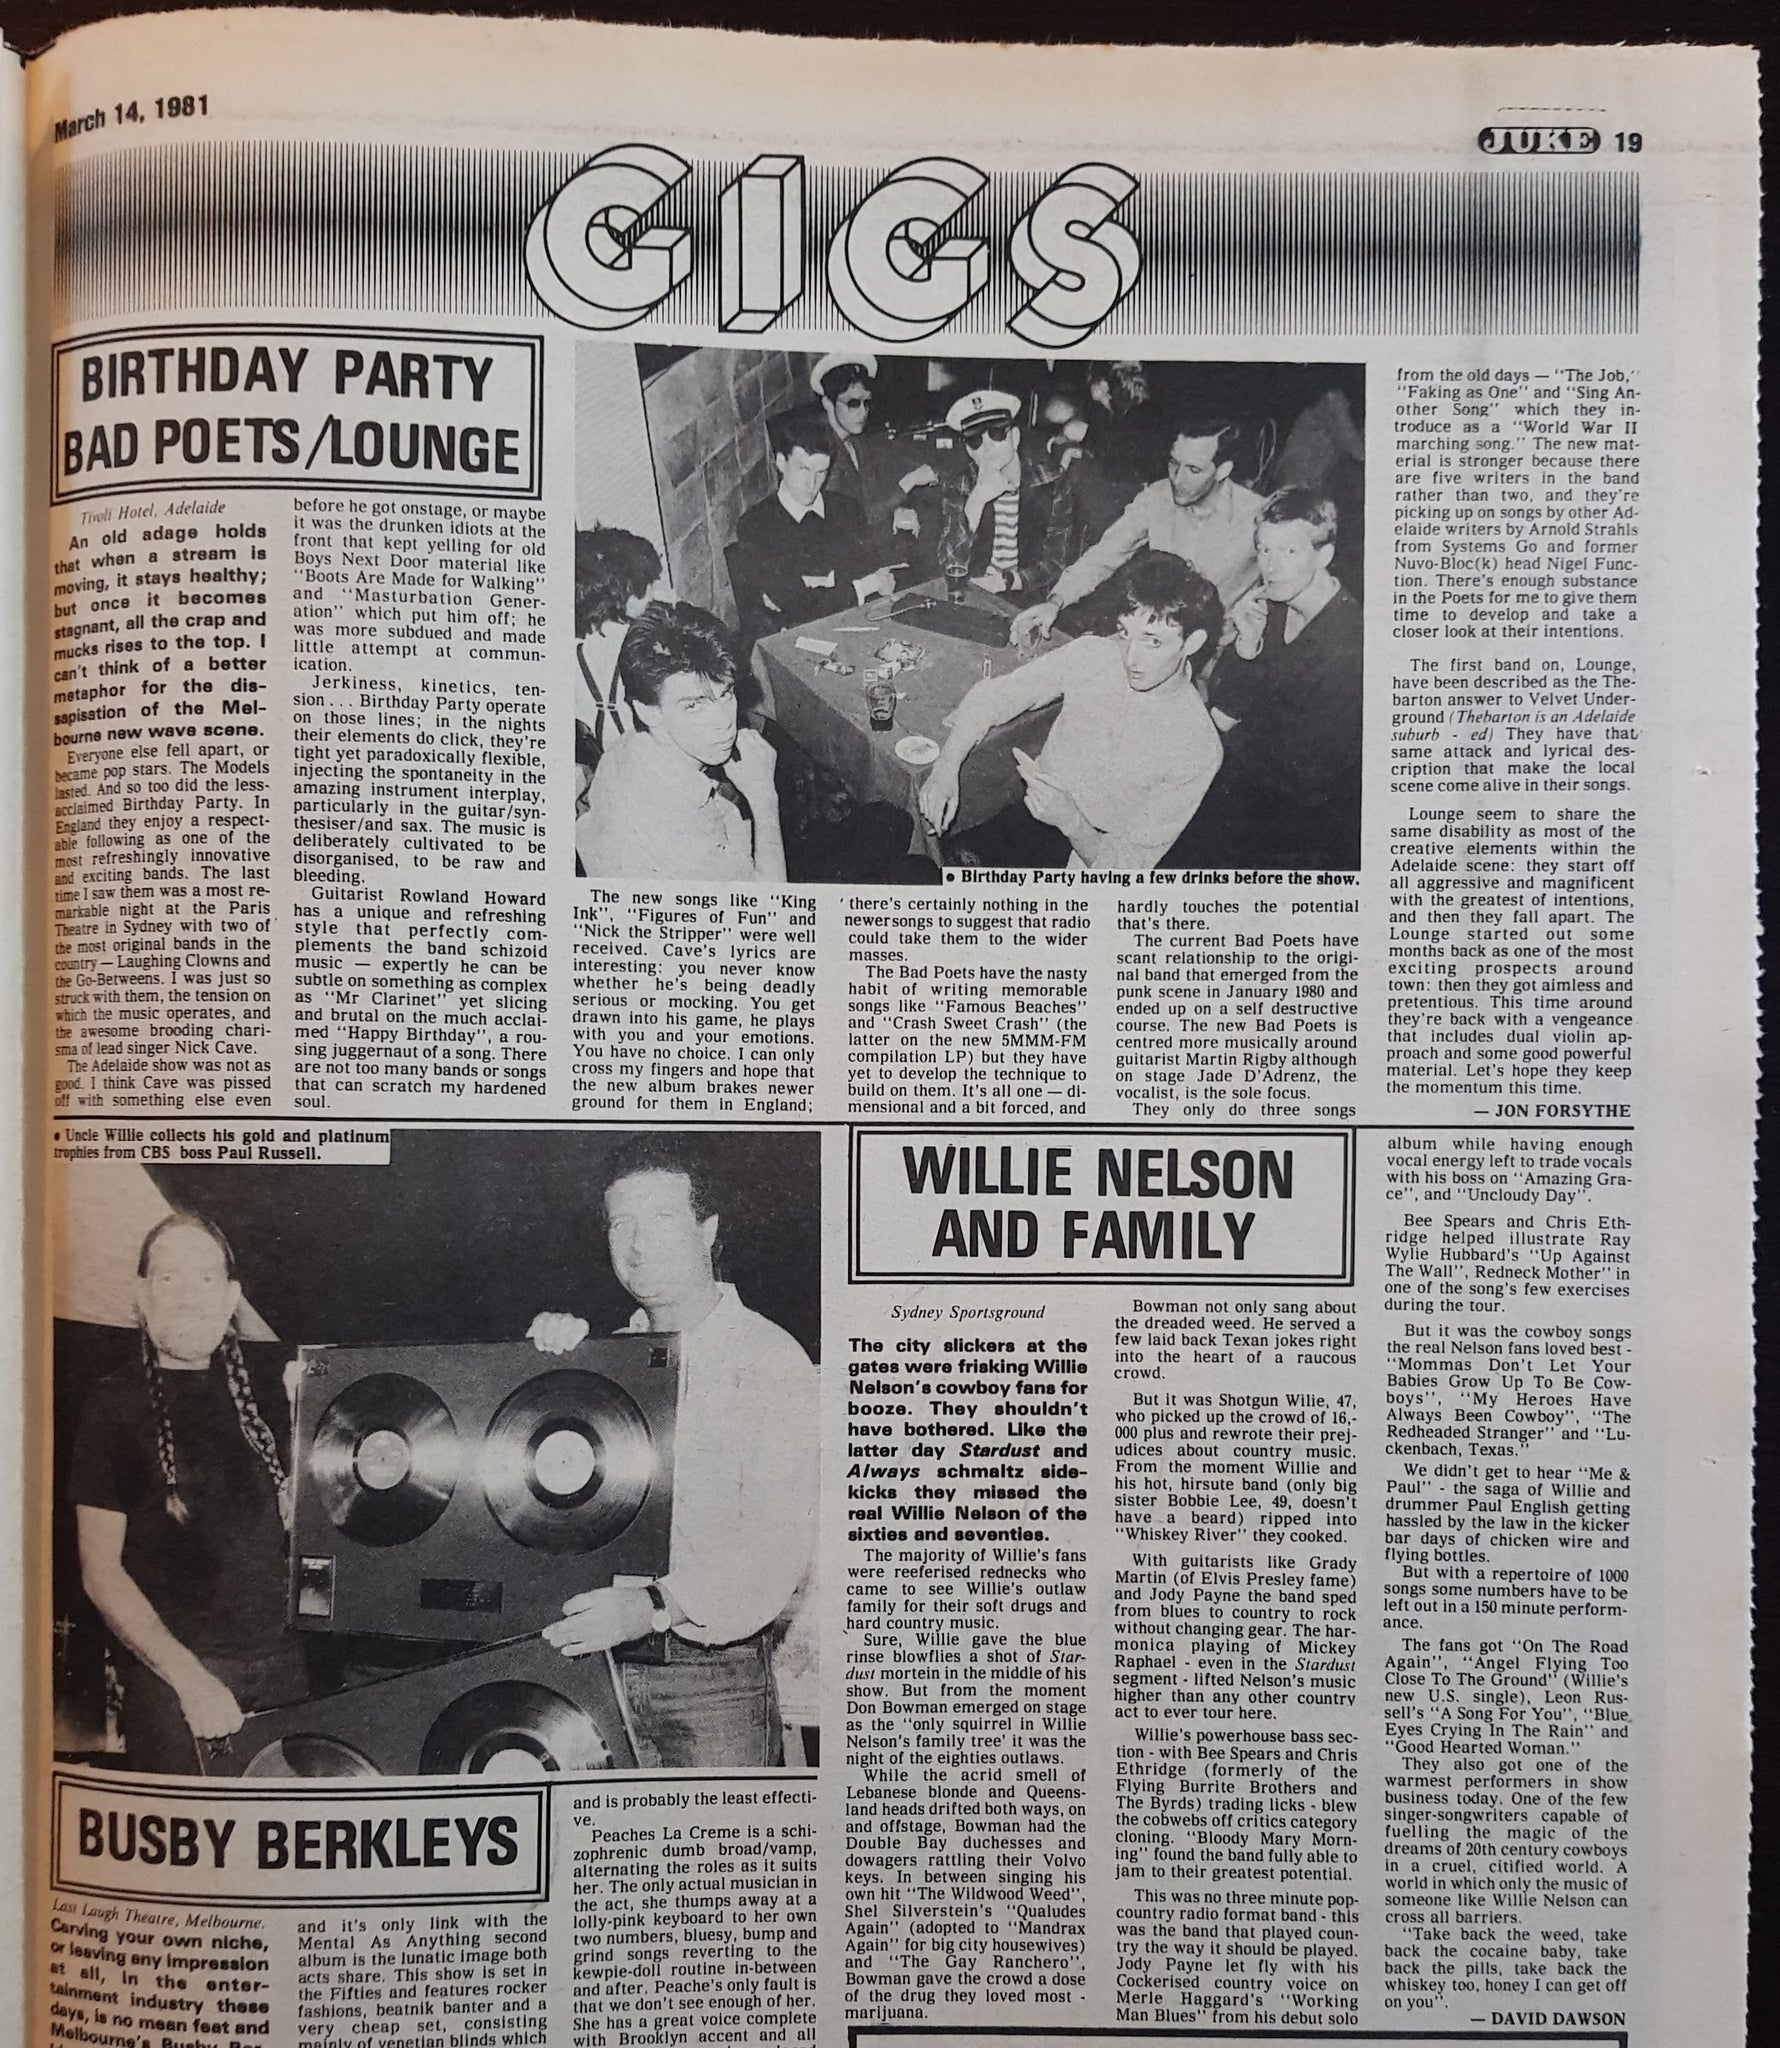 March 14, 1981
JUKE 19
GIGS
BIRTHDAY PARTY
BAD POETS/LOUNGE
Tivoli Hotel, Adelaide
An old adage holds
that when a stream is
moving, it stays healthy;
but once it becomes
stagnant, all the crap and
mucks rises to the top. I
can't think of a better
metaphor for the dis-
sapisation of the Mel-
bourne new wave scene.
Everyone else fell apart, or
became pop stars. The Models
lasted. And so too did the less-
acclaimed Birthday Party. In
England they enjoy a respect-
able following as one of the
most refreshingly innovative
and exciting bands. The last
time I saw them was a most re-
markable night at the Paris
Theatre in Sydney with two of
the most original bands in the
country — Laughing Clowns and
the Go-Betweens. I was just so
struck with them, the tension on
which the music operates, and
the awesome brooding chari-
sma of lead singer Nick Cave.
The Adelaide show was not as
good. I think Cave was pissed
off with something else even
before he got onstage, or maybe
it was the drunken idiots at the
front that kept yelling for old
Boys Next Door material like
"Boots Are Made for Walking"
and "Masturbation Gener-
ation" which put him off; he
was more subdued and made
little attempt at commun-
ication.
Jerkiness, kinetics, ten-
sion . . . Birthday Party operate
on those lines; in the nights
their elements do click, they're
tight yet paradoxically flexible,
injecting the spontaneity in the
amazing instrument interplay,
particularly in the guitar/syn-
thesiser/and sax. The music is
deliberately cultivated to be
disorganised, to be raw and
bleeding.
Guitarist Rowland Howard
has a unique and refreshing
style that perfectly com-
plements the band schizoid
music — expertly he can be
subtle on something as complex
as "Mr Clarinet" yet slicing
and brutal on the much acclai-
med "Happy Birthday", a rou-
sing juggernaut of a song. There
are not too many bands or songs
that can scratch my hardened
soul.
• Birthday Party having a few drinks before the show.
The new songs like "King
Ink", "Figures of Fun" and
"Nick the Stripper" were well
received. Cave's lyrics are
interesting: you never know
whether he's being deadly
serious or mocking. You get
drawn into his game, he plays
with you and your emotions.
You have no choice. I can only
cross my fingers and hope that
the new album brakes newer
ground for them in England;
there's certainly nothing in the
newersongs to suggest that radio
could take them to the wider
masses.
The Bad Poets have the nasty
habit of writing memorable
songs like "Famous Beaches"
and "Crash Sweet Crash" (the
latter on the new 5MMM-FM
compilation LP) but they have
yet to develop the technique to
build on them. It's all one — di-
mensional and a bit forced, and
hardly touches the potential
that's there.
The current Bad Poets have
scant relationship to the origi-
nal band that emerged from the
punk scene in January 1980 and
ended up on a self destructive
course. The new Bad Poets is
centred more musically around
guitarist Martin Rigby although
on stage Jade D'Adrenz, the
vocalist, is the sole focus.
They only do three songs
from the old days — "The Job,"
"Faking as One" and "Sing An-
other Song" which they in-
troduce as a "World War II
marching song." The new mat-
erial is stronger because there
are five writers in the band
rather than two, and they're
picking up on songs by other Ad-
elaide writers by Arnold Strahls
from Systems Go and former
Nuvo-Bloc(k) head Nigel Func-
tion. There's enough substance
in the Poets for me to give them
time to develop and take a
closer look at their intentions.
The first band on, Lounge,
have been described as the The-
barton answer to Velvet Under-
ground (Thebarton is an Adelaide
suburb - ed) They have that
same attack and lyrical des-
cription that make the local
scene come alive in their songs.
Lounge seem to share the
same disability as most of the
creative elements within the
Adelaide scene: they start off
all aggressive and magnificent
with the greatest of intentions,
and then they fall apart. The
Lounge started out some
months back as one of the most
exciting prospects around
town: then they got aimless and
pretentious. This time around
they're back with a vengeance
that includes dual violin ap-
proach and some good powerful
material. Let's hope they keep
the momentum this time.
— JON FORSYTHE
• Uncle Willie collects his gold and platinum
trophies from CBS boss Paul Russell.
WILLIE NELSON
AND FAMILY
Sydney Sportsground
The city slickers at the
gates were frisking Willie
Nelson's cowboy fans for
booze. They shouldn't
have bothered. Like the
latter day Stardust and
Always schmaltz side-
kicks they missed the
real Willie Nelson of the
sixties and seventies.
The majority of Willie's fans
were reeferised rednecks who
came to see Willie's outlaw
family for their soft drugs and
hard country music.
Sure, Willie gave the blue
rinse blowflies a shot of Star-
dust mortein in the middle of his
show. But from the moment
Don Bowman emerged on stage
as the "only squirrel in Willie
Nelson's family tree' it was the
night of the eighties outlaws.
While the acrid smell of
Lebanese blonde and Queens-
land heads drifted both ways, on
and offstage, Bowman had the
Double Bay duchesses and
dowagers rattling their Volvo
keys. In between singing his
own hit "The Wildwood Weed",
Shel Silverstein's "Qualudes
Again" (adopted to "Mandrax
Again" for big city housewives)
and "The Gay Ranchero",
Bowman gave the crowd a dose
of the drug they loved most -
marijuana.
Bowman not only sang about
the dreaded weed. He served a
few laid back Texan jokes right
into the heart of a raucous
crowd.
But it was Shotgun Wilie, 47,
who picked up the crowd of 16,-
000 plus and rewrote their prej-
udices about country music.
From the moment Willie and
his hot, hirsute band (only big
sister Bobbie Lee, 49, doesn't
have a beard) ripped into
"Whiskey River" they cooked.
With guitarists like Grady
Martin (of Elvis Presley fame)
and Jody Payne the band sped
from blues to country to rock
without changing gear. The har-
monica playing of Mickey
Raphael - even in the Stardust
segment - lifted Nelson's music
higher than any other country
act to ever tour here.
Willie's powerhouse bass sec-
tion - with Bee Spears and Chris
Ethridge (formerly of the
Flying Burrite Brothers and
The Byrds) trading licks - blew
the cobwebs off critics category
cloning. "Bloody Mary Morn-
ing" found the band fully able to
jam to their greatest potential.
This was no three minute pop-
country radio format band - this
was the band that played coun-
try the way it should be played.
Jody Payne let fly with his
Cockerised country voice on
Merle Haggard's "Working
Man Blues" from his debut solo
album while having enough
vocal energy left to trade vocals
with his boss on "Amazing Gra-
ce", and "Uncloudy Day".
Bee Spears and Chris Eth-
ridge helped illustrate Ray
Wylie Hubbard's "Up Against
The Wall", Redneck Mother" in
one of the song's few exercises
during the tour.
But it was the cowboy songs
the real Nelson fans loved best -
"Mommas Don't Let Your
Babies Grow Up To Be Cow-
boys", "My Heroes Have
Always Been Cowboy", "The
Redheaded Stranger" and "Lu-
ckenbach, Texas."
We didn't get to hear "Me &
Paul" - the saga of Willie and
drummer Paul English getting
hassled by the law in the kicker
bar days of chicken wire and
flying bottles.
But with a repertoire of 1000
songs some numbers have to be
left out in a 150 minute perform-
ance.
The fans got "On The Road
Again", "Angel Flying Too
Close To The Ground" (Willie's
new U.S. single), Leon Rus-
sell's "A Song For You", "Blue
Eyes Crying In The Rain" and
"Good Hearted Woman."
They also got one of the
warmest performers in show
business today. One of the few
singer-songwriters capable of
fuelling the magic of the
dreams of 20th century cowboys
in a cruel, citified world. A
world in which only the music of
someone like Willie Nelson can
cross all barriers.
"Take back the weed, take
back the cocaine baby, take
back the pills, take back the
whiskey too, honey I can get off
on you".
— DAVID DAWSON
BUSBY BERKLEYS
Last Laugh Theatre, Melbourne.
Carving your own niche,
or leaving any impression
at all, in the enter-
tainment industry these
days, is no mean feat and
Melbourne's Busby Ber-
and it's only link with the
Mental As Anything second
album is the lunatic image both
acts share. This show is set in
the Fifties and features rocker
fashions, beatnik banter and a
very cheap set, consisting
mainly of venetian blinds which
and is probably the least effecti-
ve.
Peaches La Creme is a schi-
zophrenic dumb broad/vamp,
alternating the roles as it suits
her. The only actual musician in
the act, she thumps away at a
lolly-pink keyboard to her own
two numbers, bluesy, bump and
grind songs reverting to the
kewpie-doll routine in-between
and after. Peache's only fault is
that we don't see enough of her.
She has a great voice complete
with Brooklyn accent and all